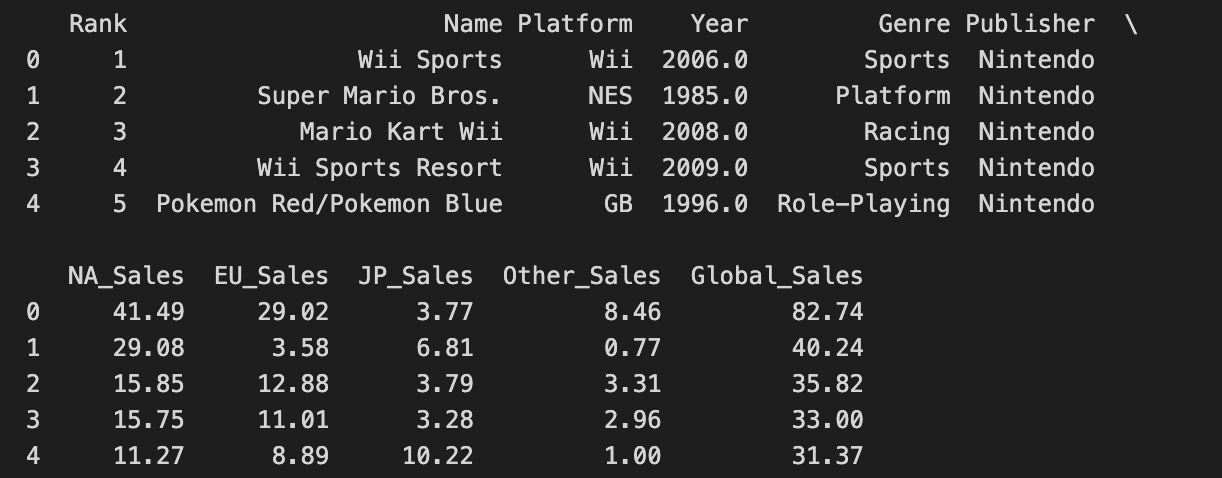 Rank Name Platform Year Genre Publisher \
0 1 Wii Sports Wii 2006.0 Sports Nintendo
1 2 Super Mario Bros. NES 1985.0 Platform Nintendo
2 3 Mario Kart Wii Wii 2008.0 Racing Nintendo
3 4 Wii Sports Resort Wii 2009.0 Sports Nintendo
4 5 Pokemon Red/Pokemon Blue GB 1996.0 Role-Playing Nintendo
NA_Sales EU_Sales JP_Sales Other_Sales Global_Sales
0 41.49 29.02 3.77 8.46 82.74
1 29.08 3.58 6.81 0.77 40.24
2 15.85 12.88 3.79 3.31 35.82
3 15.75 11.01 3.28 2.96 33.00
4 11.27 8.89 10.22 1.00 31.37